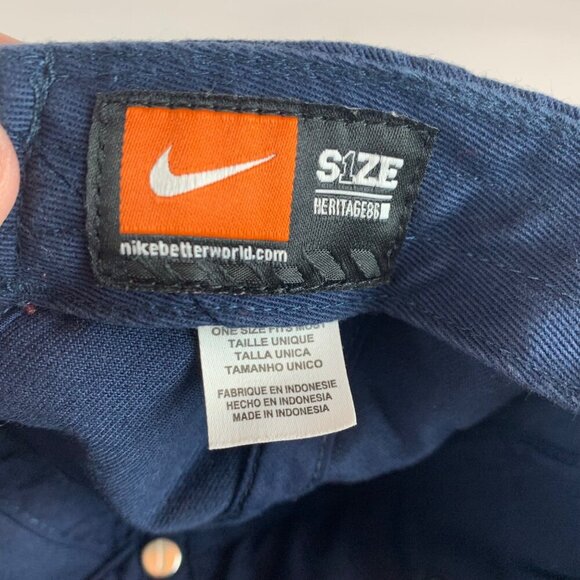 S1ZE
HERITAGE86
nikebetterworld.com
ONE SIZE FITS MOST
TAILLE UNIQUE
TALLA UNICA
TAMANHO UNICO
FABRIQUE EN INDONESIE
HECHO EN INDONESIA
MADE IN INDONESIA